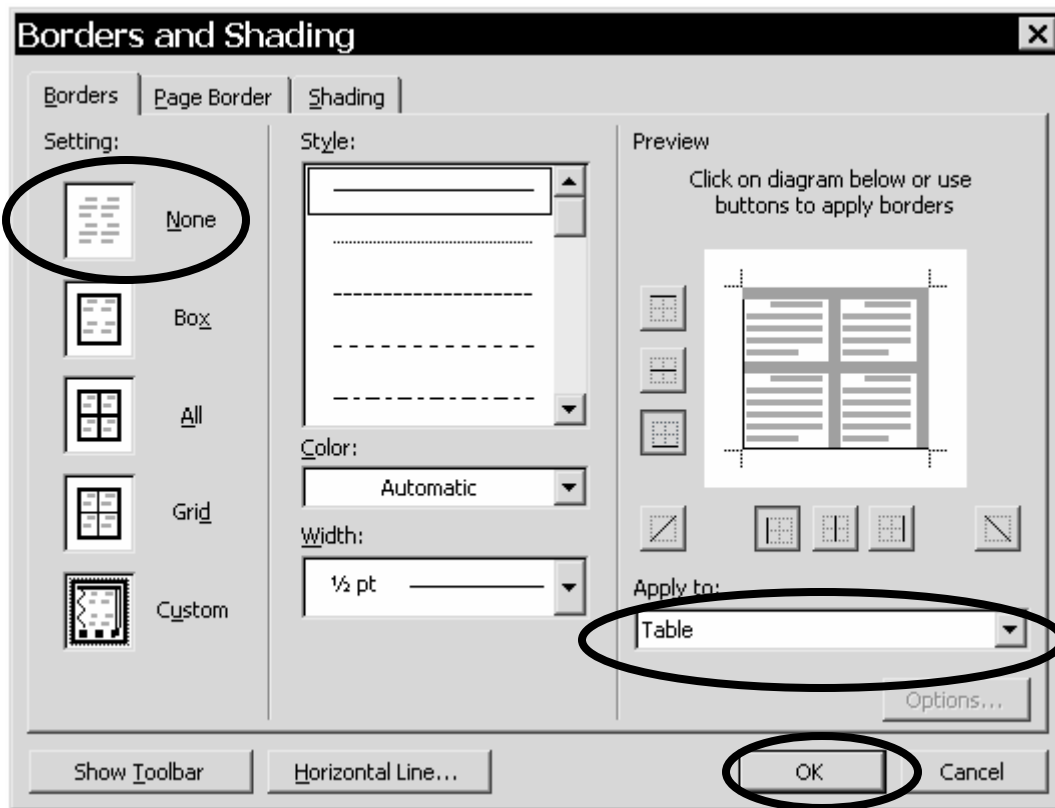 Borders and Shading
Borders
Page Border
Shading
Setting:
None
Box
All
Grid
Custom
Style:
Color:
Automatic
Width:
½ pt
Preview
Click on diagram below or use
buttons to apply borders
Apply to:
Table
Options...
Show Toolbar
Horizontal Line...
OK
Cancel